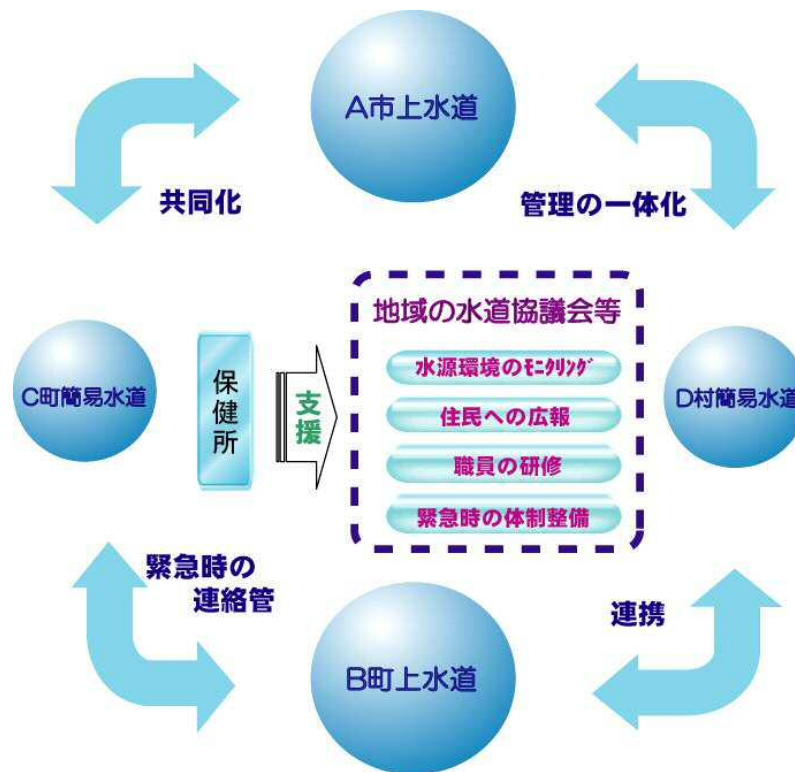 A市上水道
共同化
管理の一体化
地域の水道協議会等
C町簡易水道
保健所
支援
水源環境のﾓﾆﾀﾘﾝｸﾞ
住民への広報
職員の研修
緊急時の体制整備
D村簡易水道
緊急時の
連絡管
連携
B町上水道